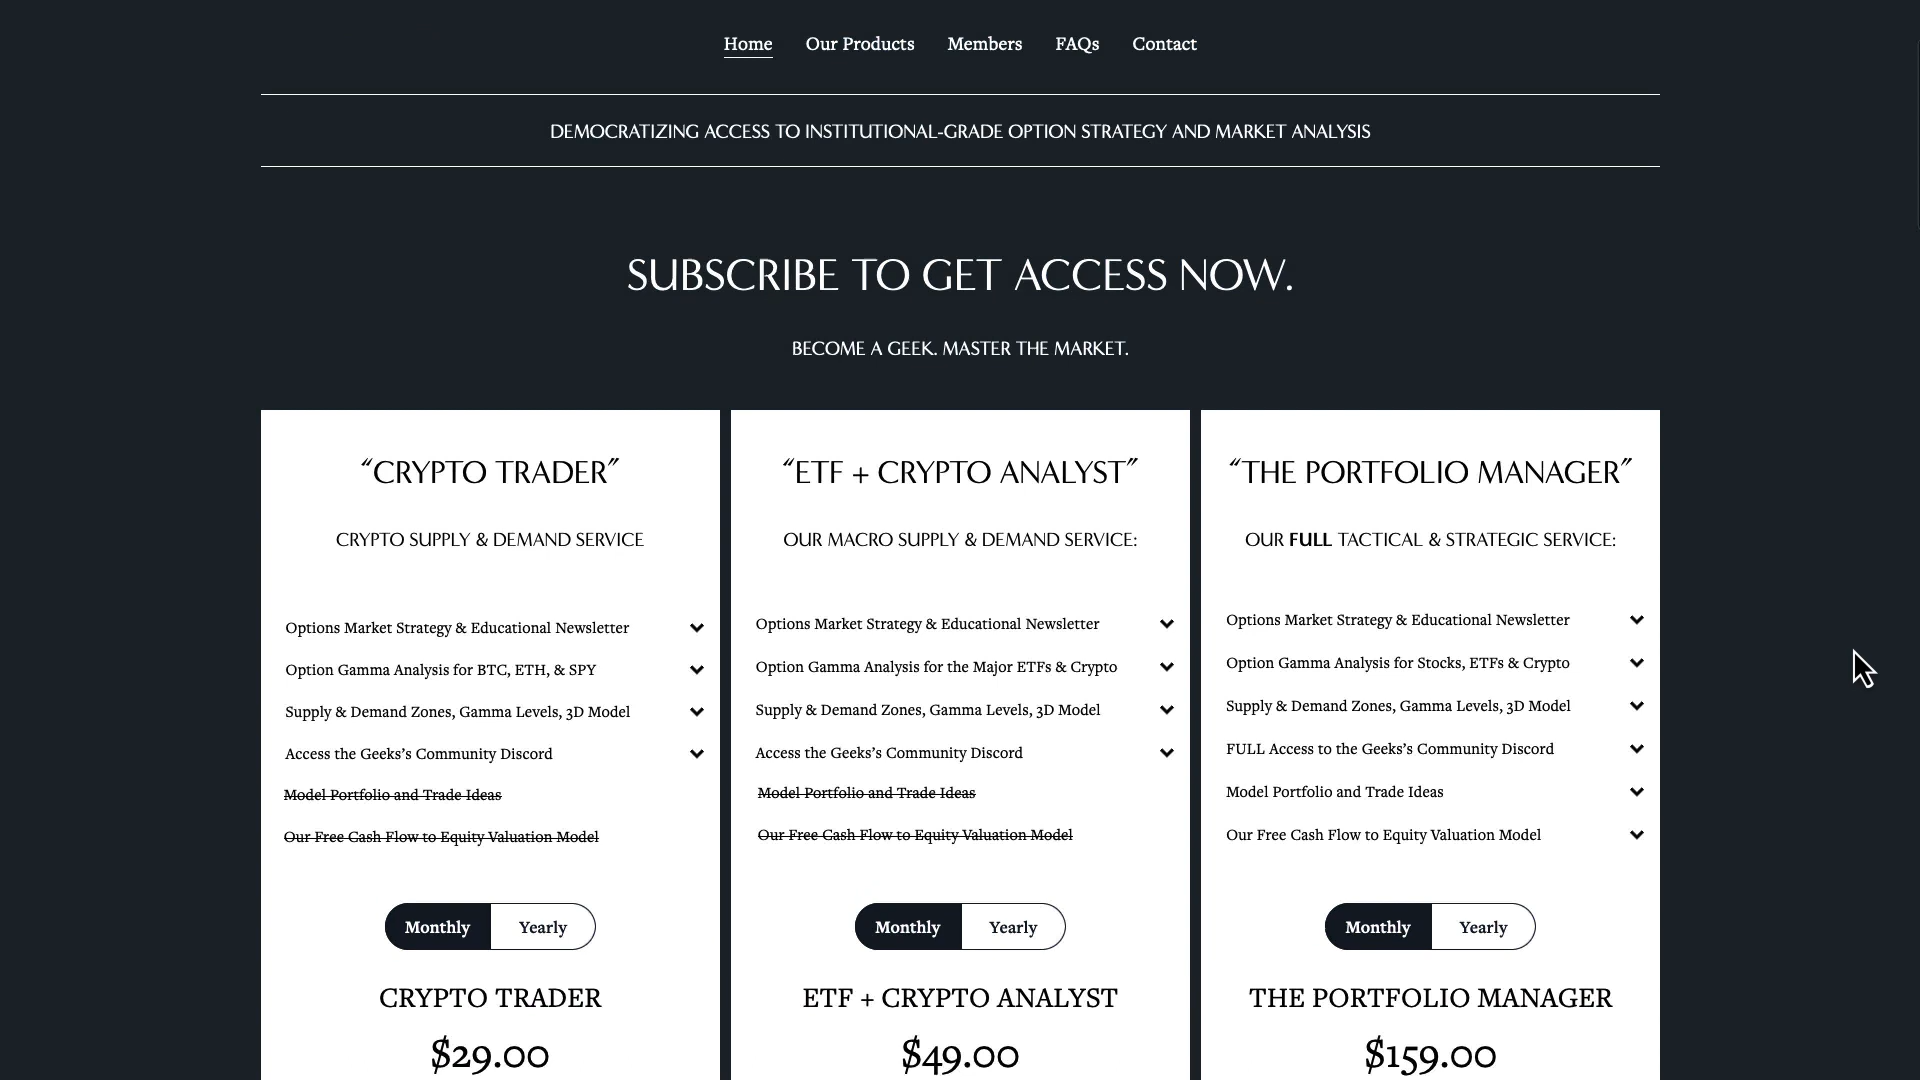 Home Our Products Members FAQs Contact
DEMOCRATIZING ACCESS TO INSTITUTIONAL-GRADE OPTION STRATEGY AND MARKET ANALYSIS
SUBSCRIBE TO GET ACCESS NOW.
BECOME A GEEK. MASTER THE MARKET.
“CRYPTO TRADER”
CRYPTO SUPPLY & DEMAND SERVICE
Options Market Strategy & Educational Newsletter
Option Gamma Analysis for BTC, ETH, & SPY
Supply & Demand Zones, Gamma Levels, 3D Model
Access the Geeks’s Community Discord
Model Portfolio and Trade Ideas
Our Free Cash Flow to Equity Valuation Model
Monthly Yearly
CRYPTO TRADER
$29.00
“ETF + CRYPTO ANALYST”
OUR MACRO SUPPLY & DEMAND SERVICE:
Options Market Strategy & Educational Newsletter
Option Gamma Analysis for the Major ETFs & Crypto
Supply & Demand Zones, Gamma Levels, 3D Model
Access the Geeks’s Community Discord
Model Portfolio and Trade Ideas
Our Free Cash Flow to Equity Valuation Model
Monthly Yearly
ETF + CRYPTO ANALYST
$49.00
“THE PORTFOLIO MANAGER”
OUR FULL TACTICAL & STRATEGIC SERVICE:
Options Market Strategy & Educational Newsletter
Option Gamma Analysis for Stocks, ETFs & Crypto
Supply & Demand Zones, Gamma Levels, 3D Model
FULL Access to the Geeks’s Community Discord
Model Portfolio and Trade Ideas
Our Free Cash Flow to Equity Valuation Model
Monthly Yearly
THE PORTFOLIO MANAGER
$159.00